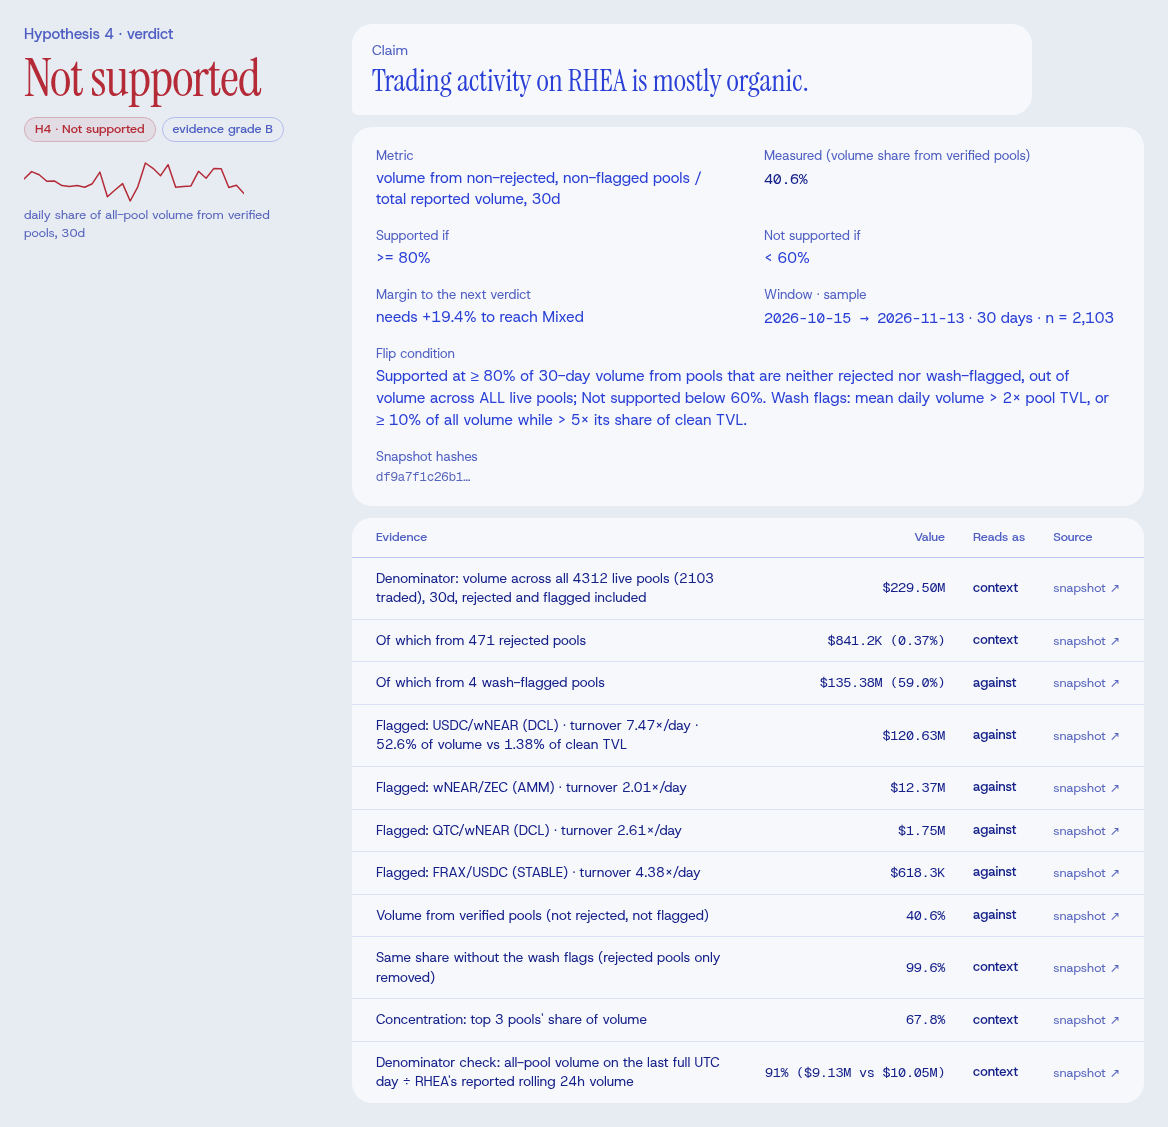 Hypothesis 4 · verdict
Not supported
H4 · Not supported
evidence grade B
daily share of all-pool volume from verified
pools, 30d
Claim
Trading activity on RHEA is mostly organic.
Metric
volume from non-rejected, non-flagged pools /
total reported volume, 30d
Measured (volume share from verified pools)
40.6%
Supported if
>= 80%
Not supported if
< 60%
Margin to the next verdict
needs +19.4% to reach Mixed
Window · sample
2026-10-15 → 2026-11-13 · 30 days · n = 2,103
Flip condition
Supported at ≥ 80% of 30-day volume from pools that are neither rejected nor wash-flagged, out of
volume across ALL live pools; Not supported below 60%. Wash flags: mean daily volume > 2× pool TVL, or
≥ 10% of all volume while > 5× its share of clean TVL.
Snapshot hashes
df9a7f1c26b1…
Evidence Value Reads as Source
Denominator: volume across all 4312 live pools (2103
traded), 30d, rejected and flagged included
$229.50M context snapshot ↗
Of which from 471 rejected pools $841.2K (0.37%) context snapshot ↗
Of which from 4 wash-flagged pools $135.38M (59.0%) against snapshot ↗
Flagged: USDC/wNEAR (DCL) · turnover 7.47×/day ·
52.6% of volume vs 1.38% of clean TVL
$120.63M against snapshot ↗
Flagged: wNEAR/ZEC (AMM) · turnover 2.01×/day $12.37M against snapshot ↗
Flagged: QTC/wNEAR (DCL) · turnover 2.61×/day $1.75M against snapshot ↗
Flagged: FRAX/USDC (STABLE) · turnover 4.38×/day $618.3K against snapshot ↗
Volume from verified pools (not rejected, not flagged) 40.6% against snapshot ↗
Same share without the wash flags (rejected pools only
removed)
99.6% context snapshot ↗
Concentration: top 3 pools' share of volume 67.8% context snapshot ↗
Denominator check: all-pool volume on the last full UTC
day ÷ RHEA's reported rolling 24h volume
91% ($9.13M vs $10.05M) context snapshot ↗